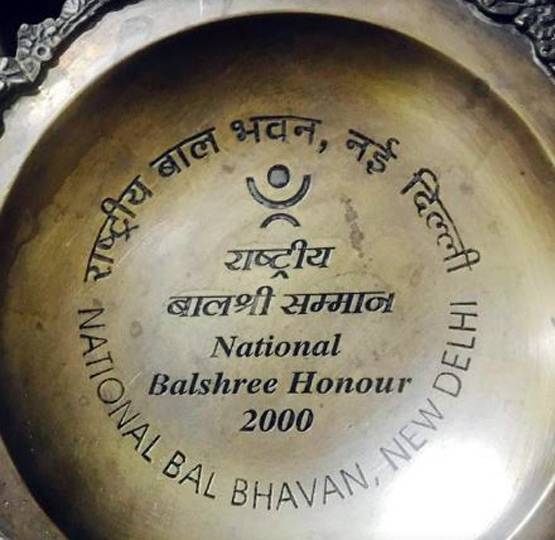 राष्ट्रीय बाल भवन, नई दिल्ली
राष्ट्रीय
बालश्री सम्मान
National
Balshree Honour
2000
NATIONAL BAL BHAVAN, NEW DELHI